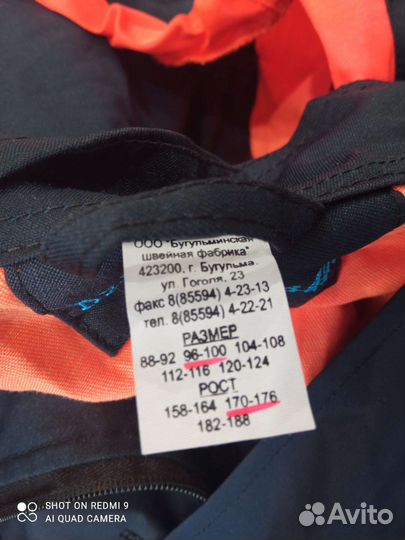 ООО "Бугульминская
швейная фабрика"
423200, г. Бугульма,
ул. Гоголя, 23
факс 8(85594) 4-23-13
тел. 8(85594) 4-22-21
РАЗМЕР
88-92 96-100 104-108
112-116 120-124
РОСТ
158-164 170-176
182-188
SHOT ON REDMI 9
AI QUAD CAMERA
Avito